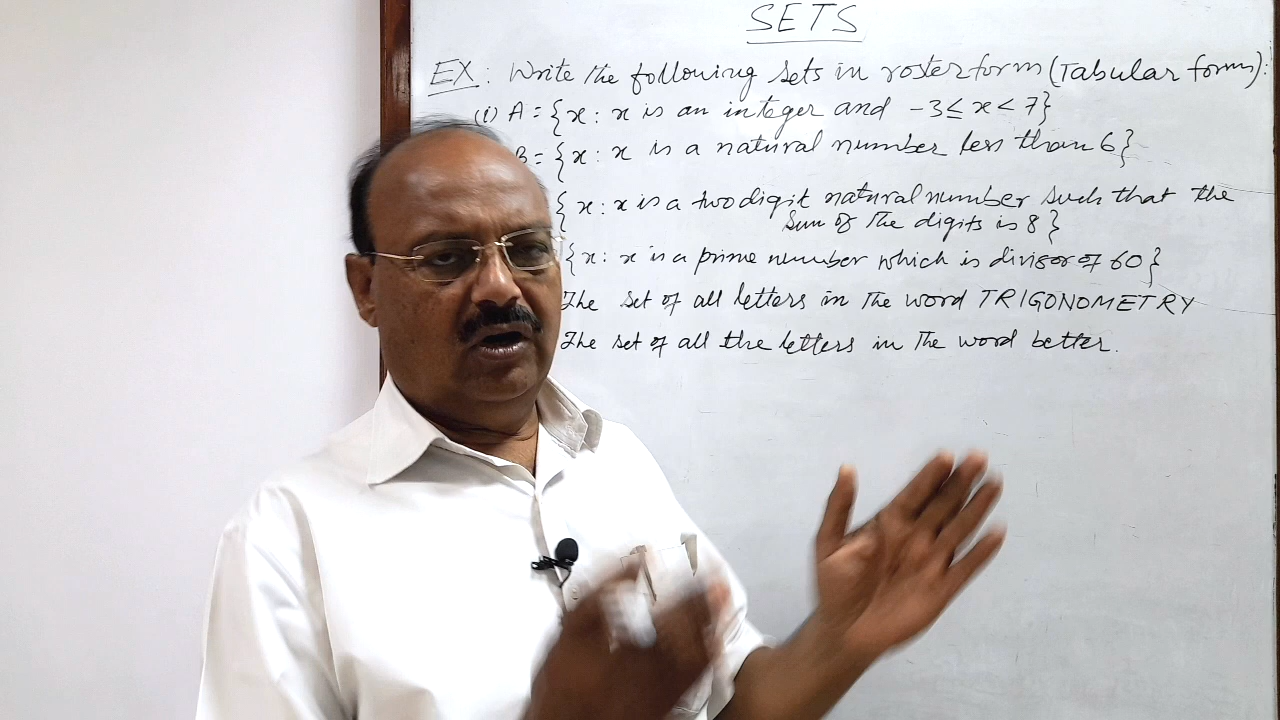 SETS
EX: Write the following sets in roster form (Tabular form):
(i) A = {x : x is an integer and -3 ≤ x < 7}
B = {x : x is a natural number less than 6}
{x : x is a two digit natural number such that the
sum of the digits is 8}
{x : x is a prime number which is divisor of 60}
The set of all letters in the word TRIGONOMETRY
The set of all the letters in the word better.